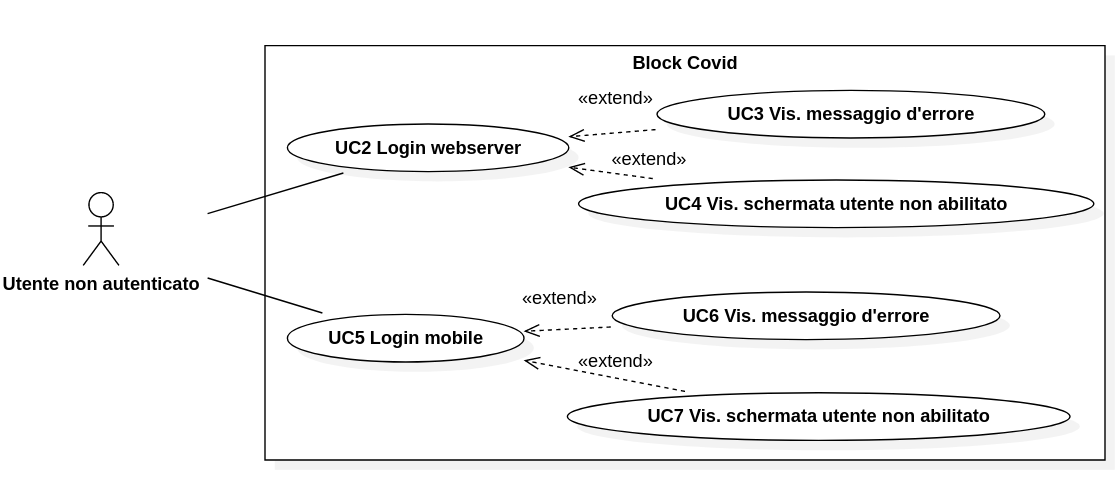 Block Covid
«extend»
UC3 Vis. messaggio d'errore
UC2 Login webserver
«extend»
UC4 Vis. schermata utente non abilitato
Utente non autenticato
«extend»
UC6 Vis. messaggio d'errore
UC5 Login mobile
«extend»
UC7 Vis. schermata utente non abilitato